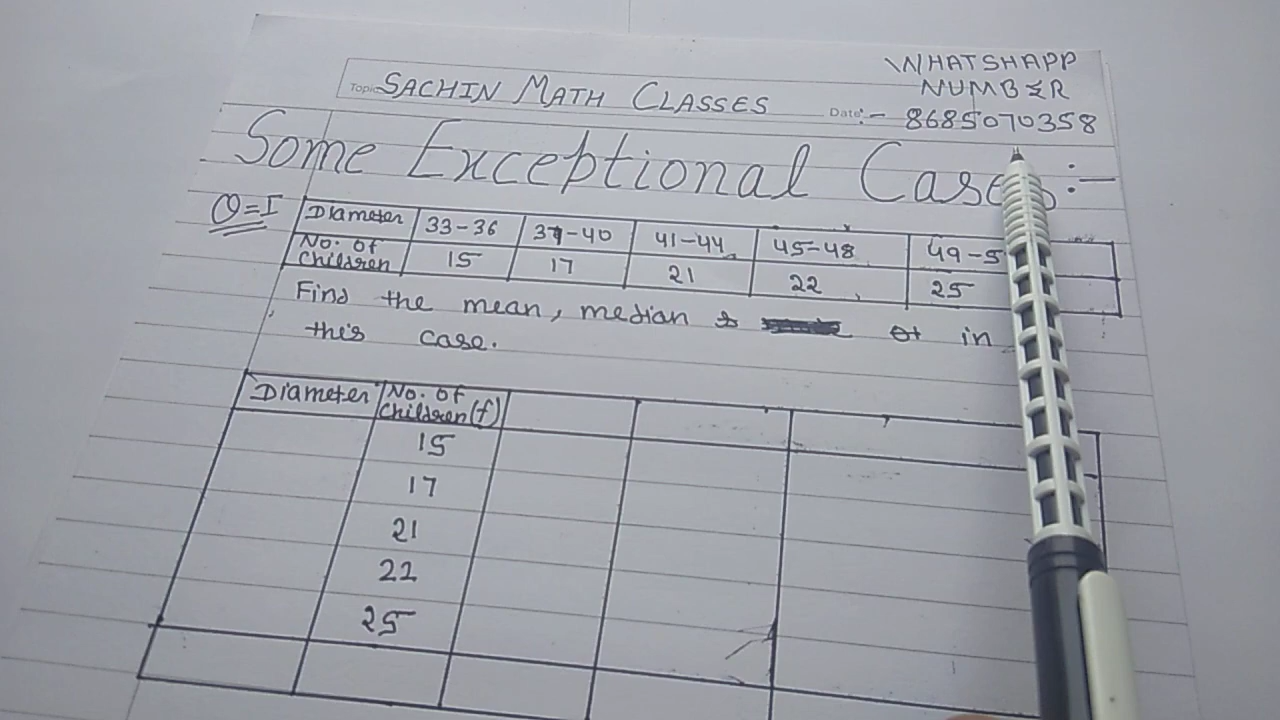 WHATSHAPP
NUMBER
Topic SACHIN MATH CLASSES Date:- 8685070358
Some Exceptional Cases:-
Q=I Diameter 33-36 37-40 41-44 45-48 49-5
No. of Children 15 17 21 22 25
Find the mean, median & in
this case.
Diameter No. of Children (f)
15
17
21
22
25